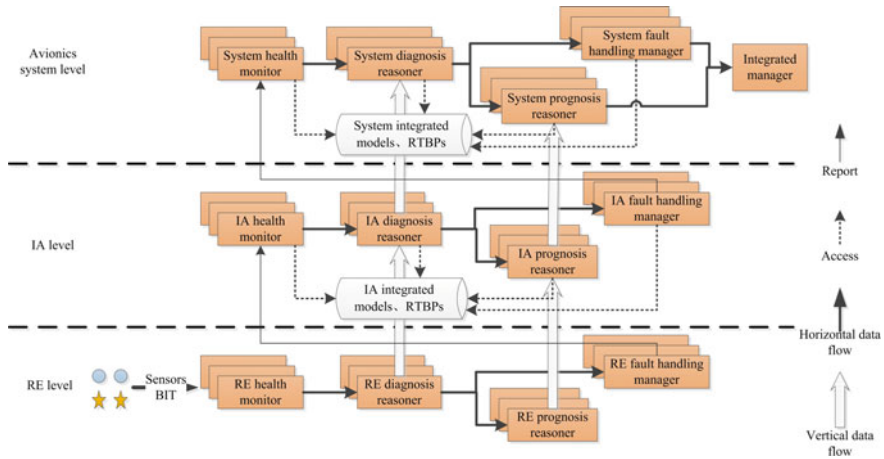 Avionics
system level
System health
monitor
System diagnosis
reasoner
System fault
handling manager
Integrated
manager
System prognosis
reasoner
System integrated
models、RTBPs
Report
IA level
IA health
monitor
IA diagnosis
reasoner
IA fault handling
manager
IA prognosis
reasoner
IA integrated
models、RTBPs
Access
Horizontal data
flow
RE level
Sensors
BIT
RE health
monitor
RE diagnosis
reasoner
RE fault handling
manager
RE prognosis
reasoner
Vertical data
flow